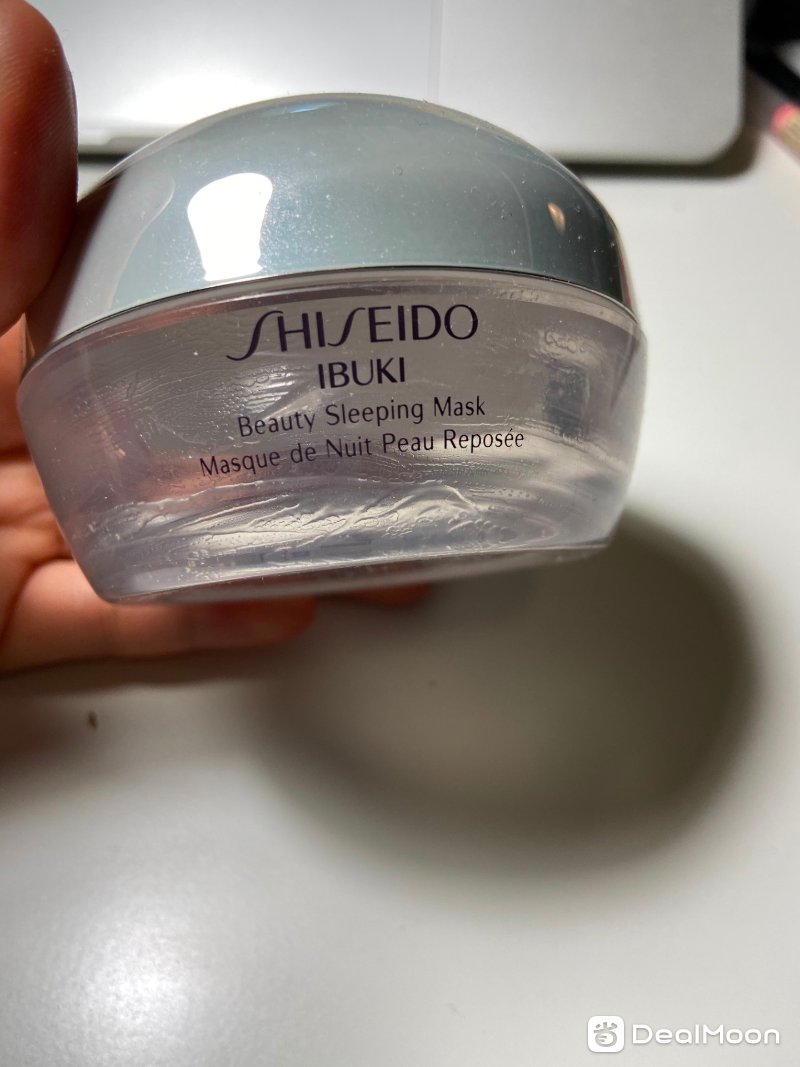 SHISEIDO
IBUKI
Beauty Sleeping Mask
Masque de Nuit Peau Reposée
DealMoon